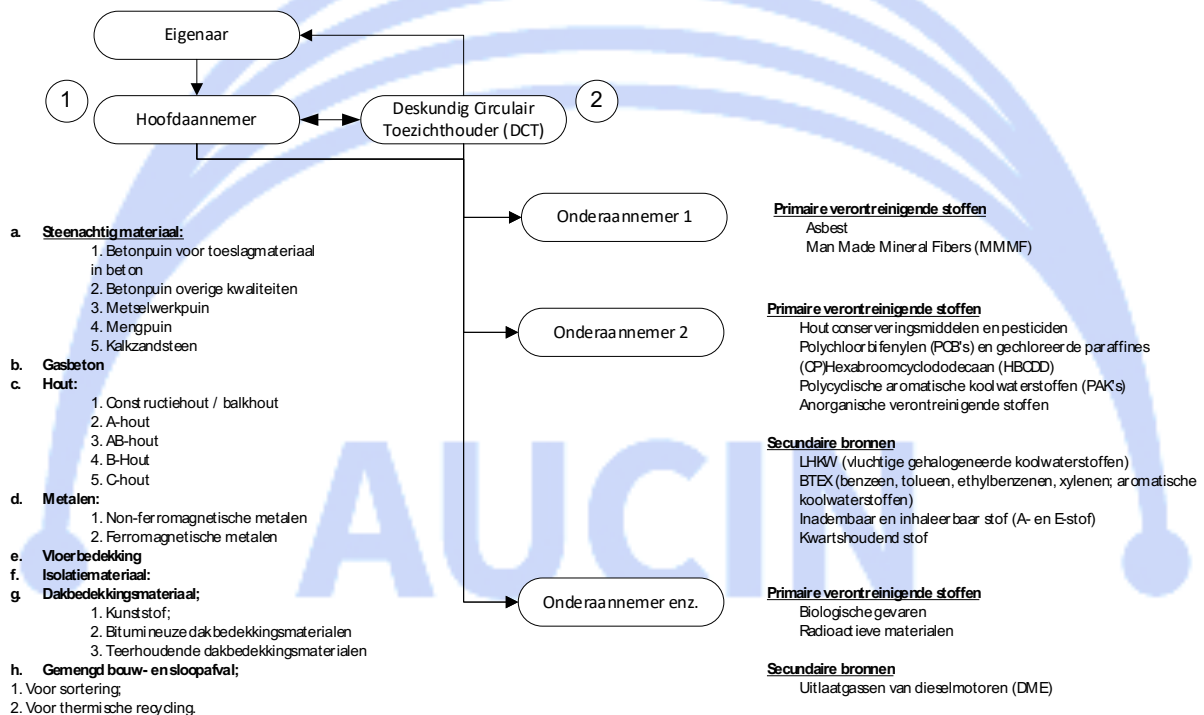 Eigenaar
1
Hoofdaannemer
Deskundig Circulair
Toezichthouder (DCT)
2
Onderaannemer 1
Primaire verontreinigende stoffen
Asbest
Man Made Mineral Fibers (MMMF)
a. Steenachtig materiaal:
1. Betonpuin voor toeslagmateriaal
in beton
2. Betonpuin overige kwaliteiten
3. Metselwerkpuin
4. Mengpuin
5. Kalkzandsteen
b. Gasbeton
c. Hout:
1. Constructiehout / balkhout
2. A-hout
3. AB-hout
4. B-Hout
5. C-hout
d. Metalen:
1. Non-ferromagnetische metalen
2. Ferromagnetische metalen
e. Vloerbedekking
f. Isolatiemateriaal:
g. Dakbedekkingsmateriaal;
1. Kunststof;
2. Bitumineuze dakbedekkingsmaterialen
3. Teerhoudende dakbedekkingsmaterialen
h. Gemengd bouw- en sloopafval;
1. Voor sortering;
2. Voor thermische recycling.
Onderaannemer 2
Primaire verontreinigende stoffen
Hout conserveringsmiddelen en pesticiden
Polychloorbifenylen (PCB's) en gechloreerde paraffines
(CP)Hexabroomcyclododecaan (HBCDD)
Polycyclische aromatische koolwaterstoffen (PAK's)
Anorganische verontreinigende stoffen
Secundaire bronnen
LHKW (vluchtige gehalogeneerde koolwaterstoffen)
BTEX (benzeen, tolueen, ethylbenzenen, xylenen; aromatische
koolwaterstoffen)
Inadembaar en inhaleerbaar stof (A- en E-stof)
Kwartshoudend stof
Onderaannemer enz.
Primaire verontreinigende stoffen
Biologische gevaren
Radioactieve materialen
Secundaire bronnen
Uitlaatgassen van dieselmotoren (DME)
AUCIN